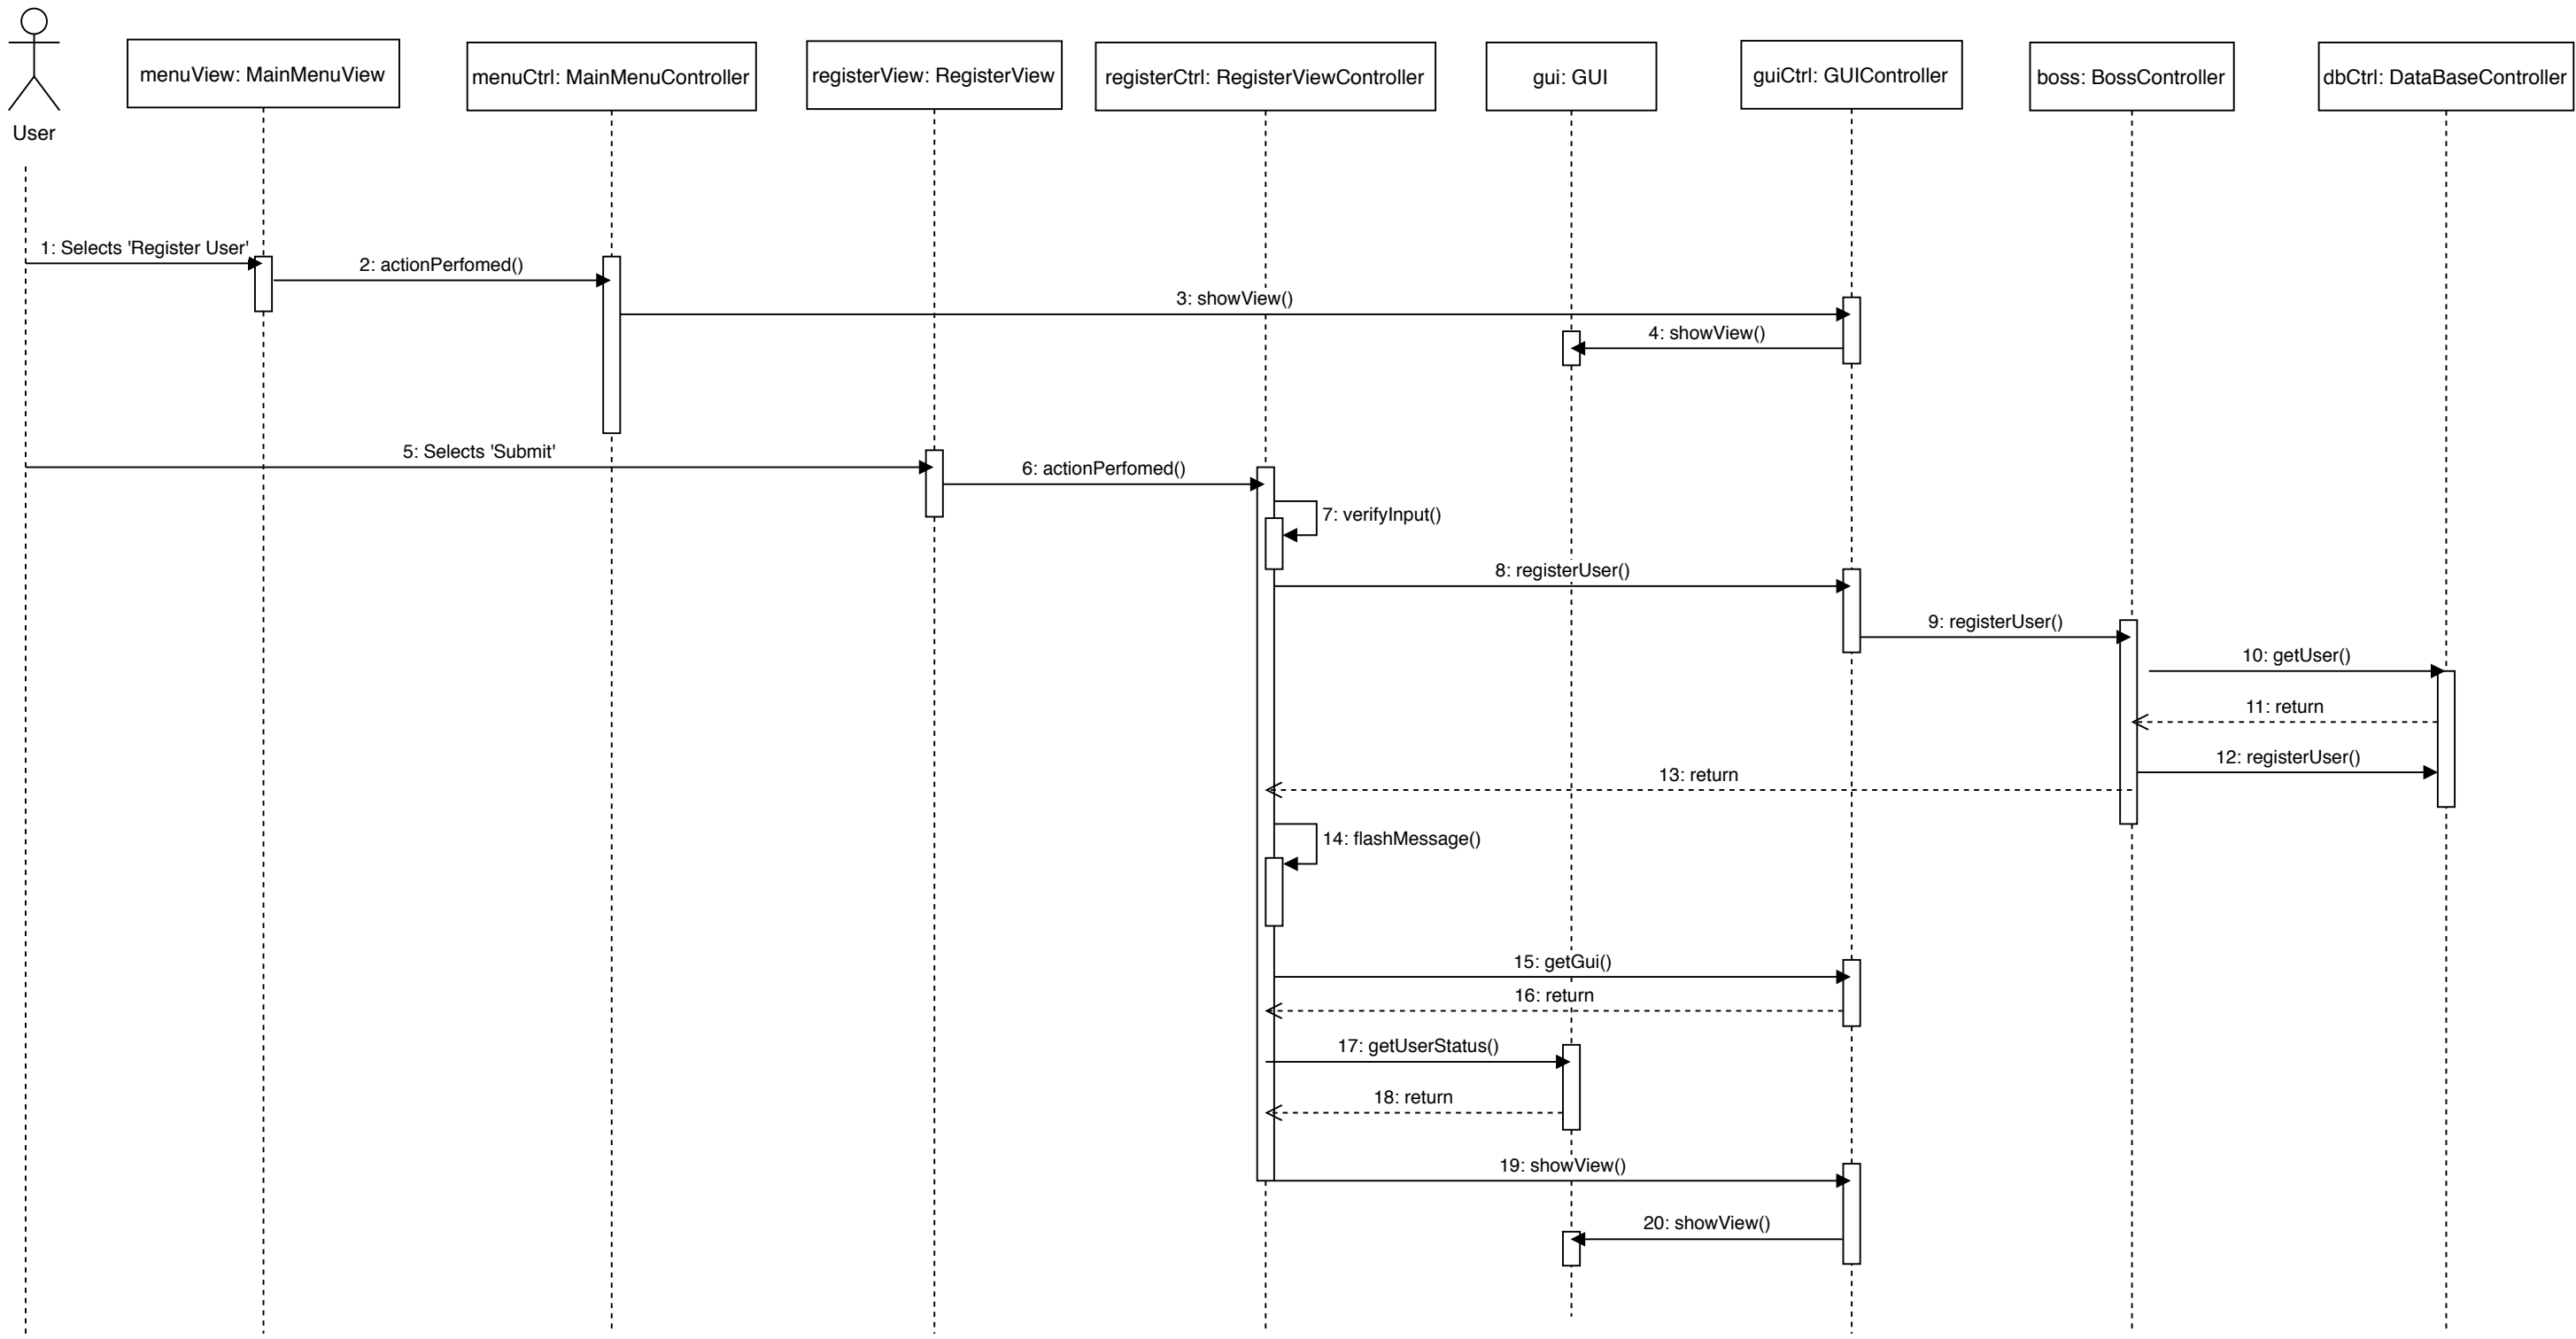 User
menuView: MainMenuView
menuCtrl: MainMenuController
registerView: RegisterView
registerCtrl: RegisterViewController
gui: GUI
guiCtrl: GUIController
boss: BossController
dbCtrl: DataBaseController
1: Selects 'Register User'
2: actionPerfomed()
3: showView()
4: showView()
5: Selects 'Submit'
6: actionPerfomed()
7: verifyInput()
8: registerUser()
9: registerUser()
10: getUser()
11: return
12: registerUser()
13: return
14: flashMessage()
15: getGui()
16: return
17: getUserStatus()
18: return
19: showView()
20: showView()